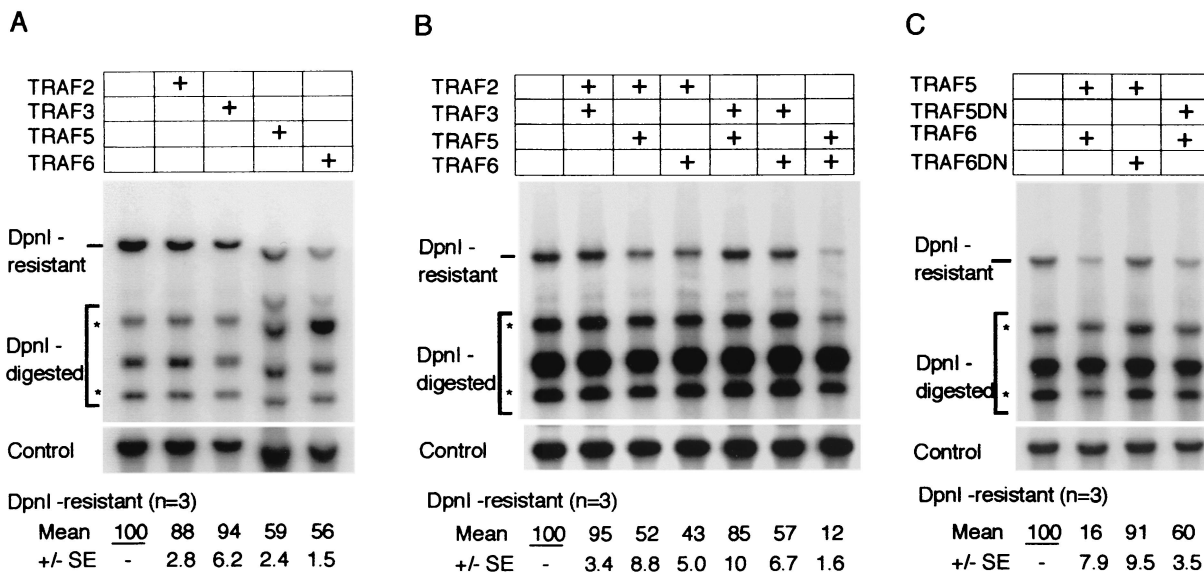 A
TRAF2 +
TRAF3 +
TRAF5 +
TRAF6 +
DpnI -
resistant
DpnI -
digested
*
*
Control
DpnI -resistant (n=3)
Mean 100 88 94 59 56
+/- SE - 2.8 6.2 2.4 1.5
B
TRAF2 + + +
TRAF3 + + +
TRAF5 + + +
TRAF6 + + +
DpnI -
resistant
DpnI -
digested
*
*
Control
DpnI -resistant (n=3)
Mean 100 95 52 43 85 57 12
+/- SE - 3.4 8.8 5.0 10 6.7 1.6
C
TRAF5 + +
TRAF5DN +
TRAF6 + +
TRAF6DN +
DpnI -
resistant
DpnI -
digested
*
*
Control
DpnI -resistant (n=3)
Mean 100 16 91 60
+/- SE - 7.9 9.5 3.5